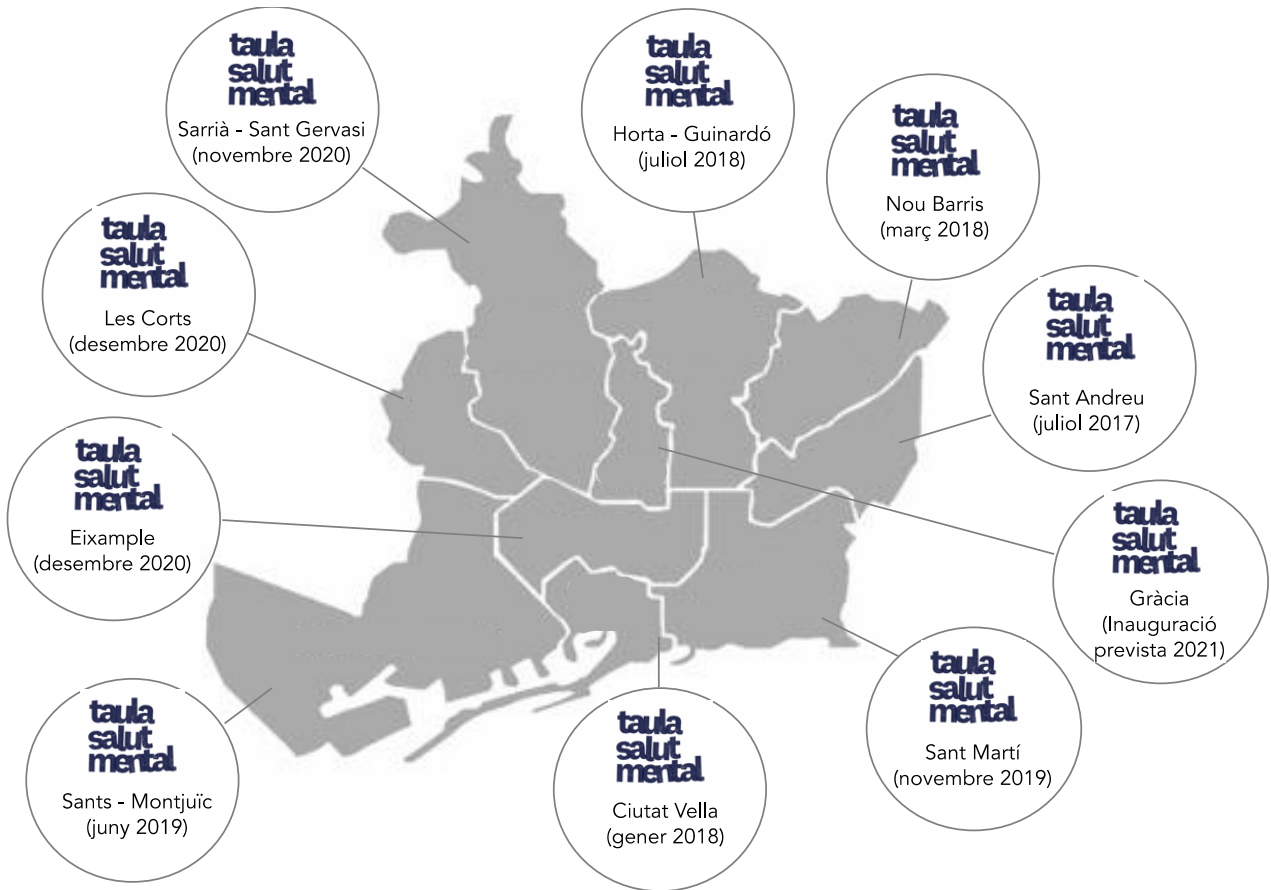 taula
salut
mental
Sarrià - Sant Gervasi
(novembre 2020)
taula
salut
mental
Horta - Guinardó
(juliol 2018)
taula
salut
mental
Nou Barris
(març 2018)
taula
salut
mental
Les Corts
(desembre 2020)
taula
salut
mental
Sant Andreu
(juliol 2017)
taula
salut
mental
Eixample
(desembre 2020)
taula
salut
mental
Gràcia
(Inauguració
prevista 2021)
taula
salut
mental
Sants - Montjuïc
(juny 2019)
taula
salut
mental
Ciutat Vella
(gener 2018)
taula
salut
mental
Sant Martí
(novembre 2019)